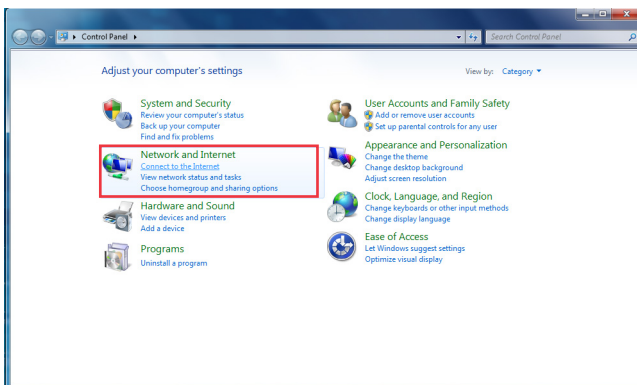 Control Panel
Search Control Panel
Adjust your computer's settings
View by: Category
System and Security
Review your computer's status
Back up your computer
Find and fix problems
Network and Internet
Connect to the Internet
View network status and tasks
Choose homegroup and sharing options
Hardware and Sound
View devices and printers
Add a device
Programs
Uninstall a program
User Accounts and Family Safety
Add or remove user accounts
Set up parental controls for any user
Appearance and Personalization
Change the theme
Change desktop background
Adjust screen resolution
Clock, Language, and Region
Change keyboards or other input methods
Change display language
Ease of Access
Let Windows suggest settings
Optimize visual display